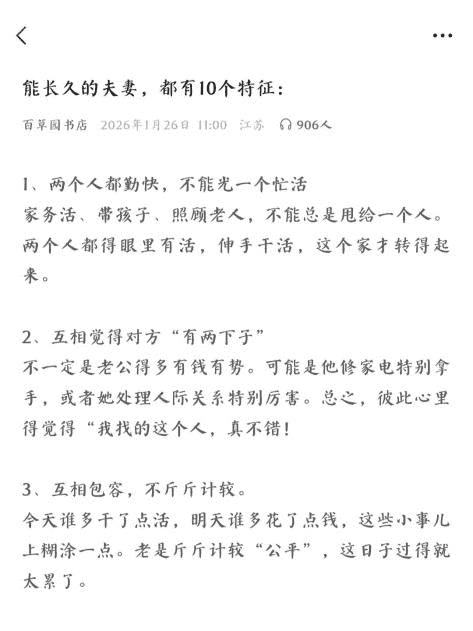 能长久的夫妻，都有10个特征：
百草园书店 2026年1月26日 11:00 江苏 906人
1、两个人都勤快，不能光一个忙活
家务活、带孩子、照顾老人，不能总是甩给一个人。
两个人都得眼里有活，伸手干活，这个家才转得起
来。
2、互相觉得对方“有两下子”
不一定是老公得多有钱有势。可能是他修家电特别拿
手，或者她处理人际关系特别厉害。总之，彼此心里
得觉得“我找的这个人，真不错！
3、互相包容，不斤斤计较。
今天谁多干了点活，明天谁多花了点钱，这些小事儿
上糊涂一点。老是斤斤计较“公平”，这日子过得就
太累了。